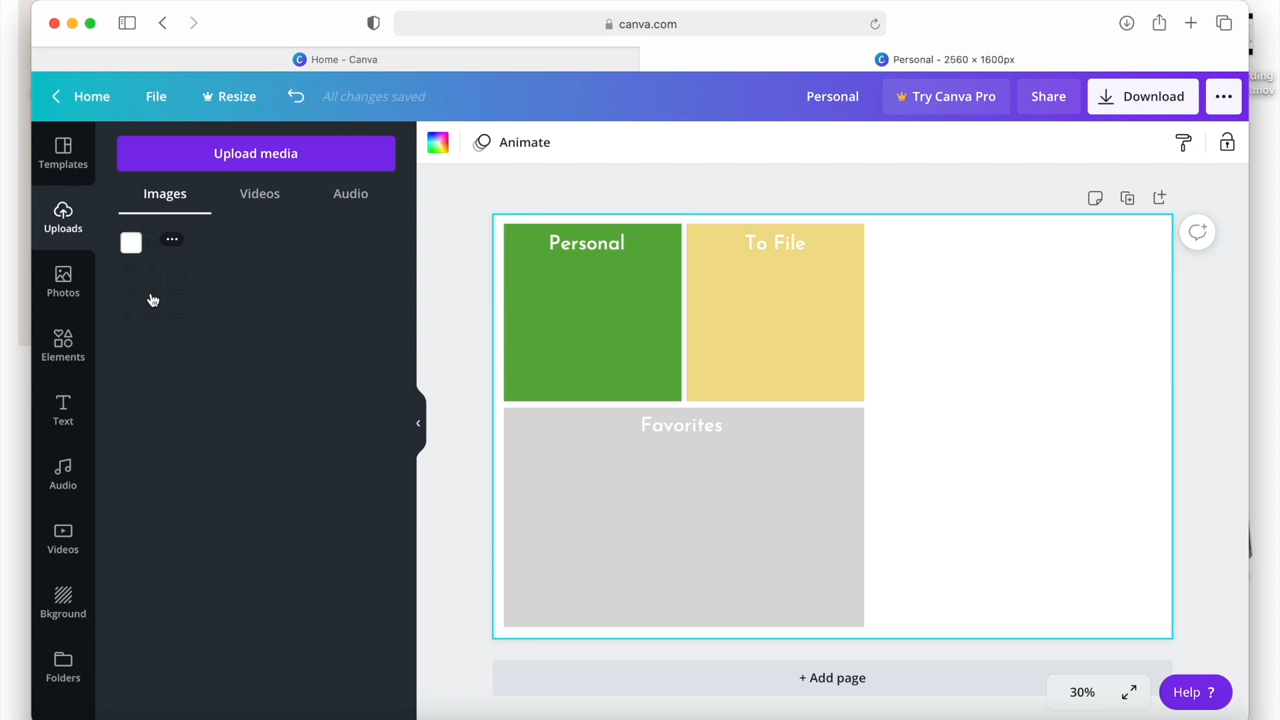 canva.com
Home - Canva
Personal - 2560 × 1600px
Home
File
Resize
All changes saved
Personal
Try Canva Pro
Share
Download
Templates
Uploads
Photos
Elements
Text
Audio
Videos
Bkground
Folders
Upload media
Images
Videos
Audio
Animate
Personal
To File
Favorites
+ Add page
30%
Help ?
ding
.mov